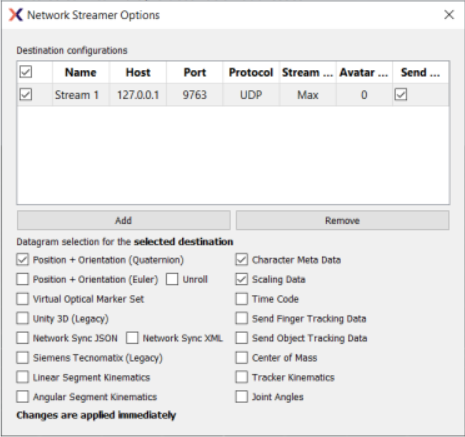 Network Streamer Options
Destination configurations
Name Host Port Protocol Stream ... Avatar ... Send ...
Stream 1 127.0.0.1 9763 UDP Max 0
Add Remove
Datagram selection for the selected destination
Position + Orientation (Quaternion) Character Meta Data
Position + Orientation (Euler) Unroll Scaling Data
Virtual Optical Marker Set Time Code
Unity 3D (Legacy) Send Finger Tracking Data
Network Sync JSON Network Sync XML Send Object Tracking Data
Siemens Tecnomatix (Legacy) Center of Mass
Linear Segment Kinematics Tracker Kinematics
Angular Segment Kinematics Joint Angles
Changes are applied immediately